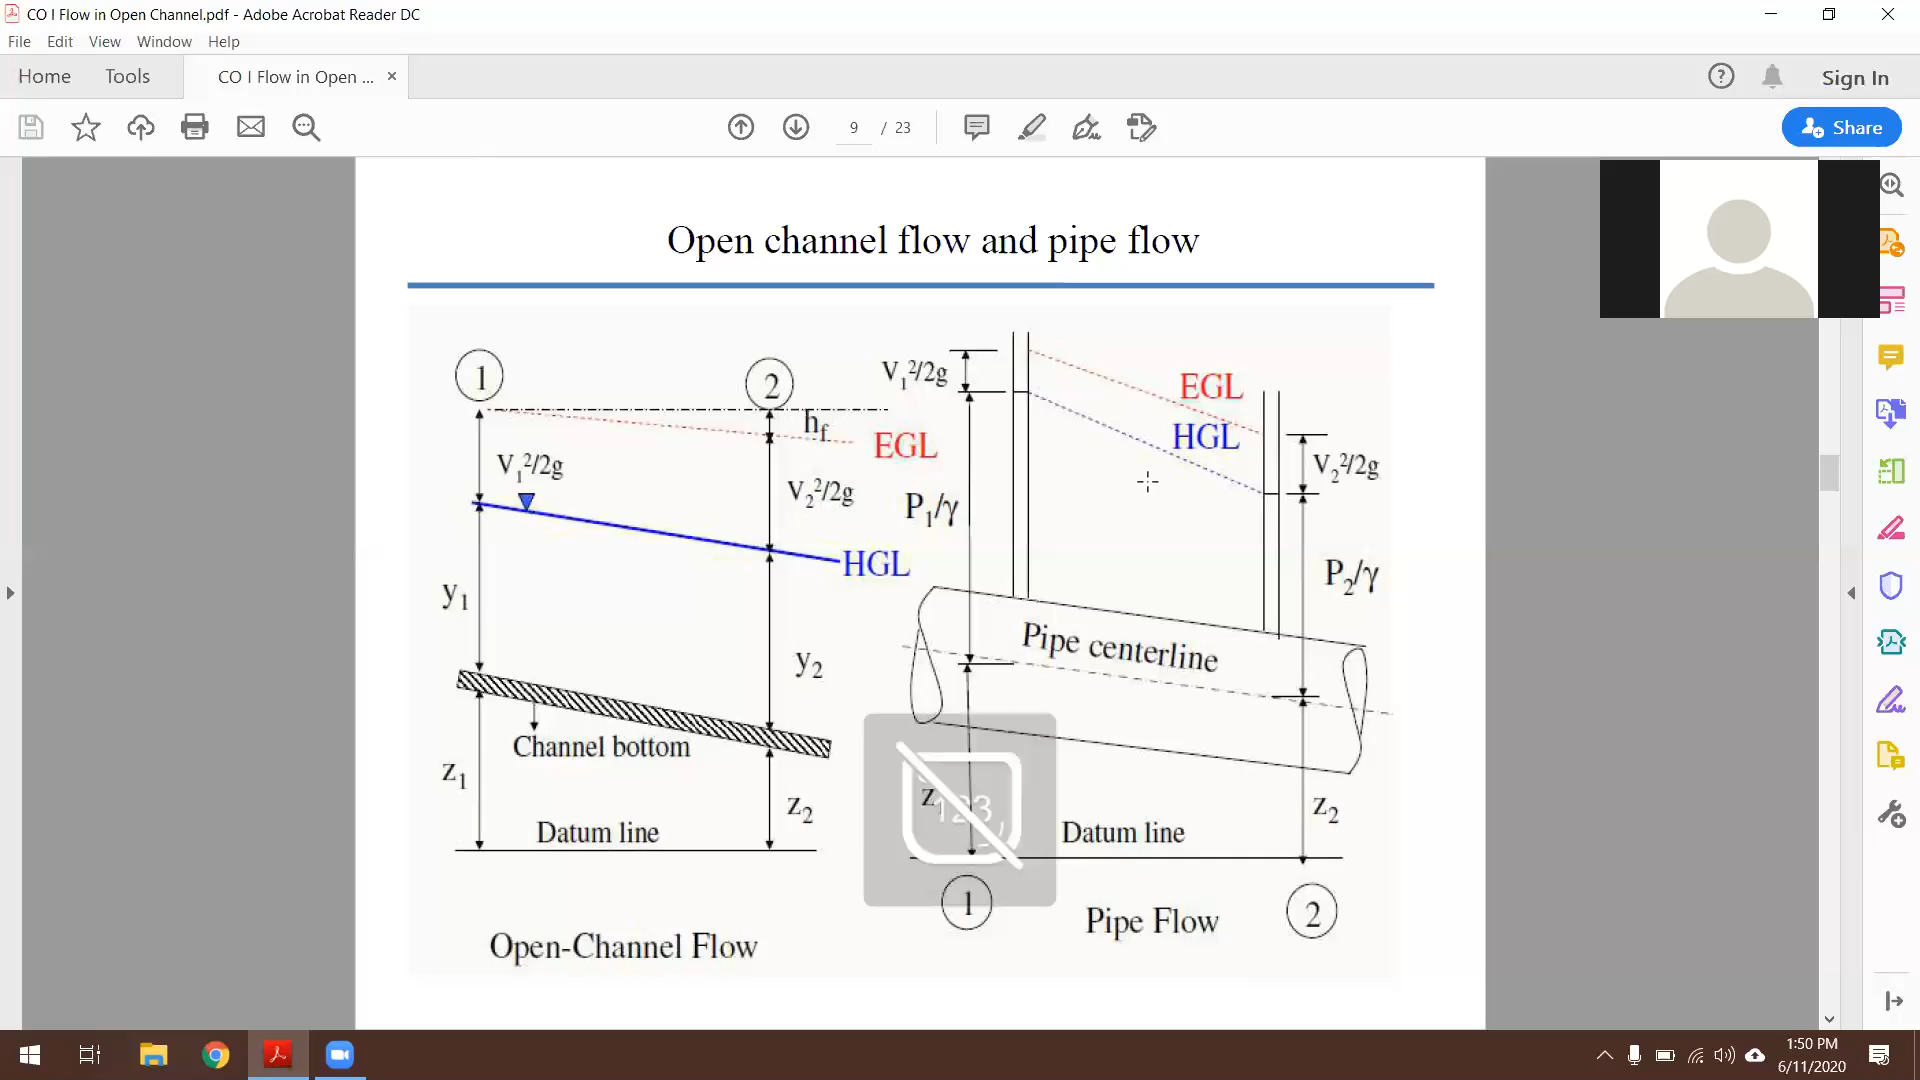 CO I Flow in Open Channel.pdf - Adobe Acrobat Reader DC
File Edit View Window Help
Home Tools CO I Flow in Open ... × Sign In
9 / 23 Share
Open channel flow and pipe flow
1
2
hf
EGL
V₁²/2g
V₂²/2g
HGL
y₁
y₂
Channel bottom
z₁
z₂
Datum line
Open-Channel Flow
V₁²/2g
EGL
HGL
V₂²/2g
P₁/γ
P₂/γ
Pipe centerline
z
123
z₂
Datum line
1
2
Pipe Flow
1:50 PM
6/11/2020